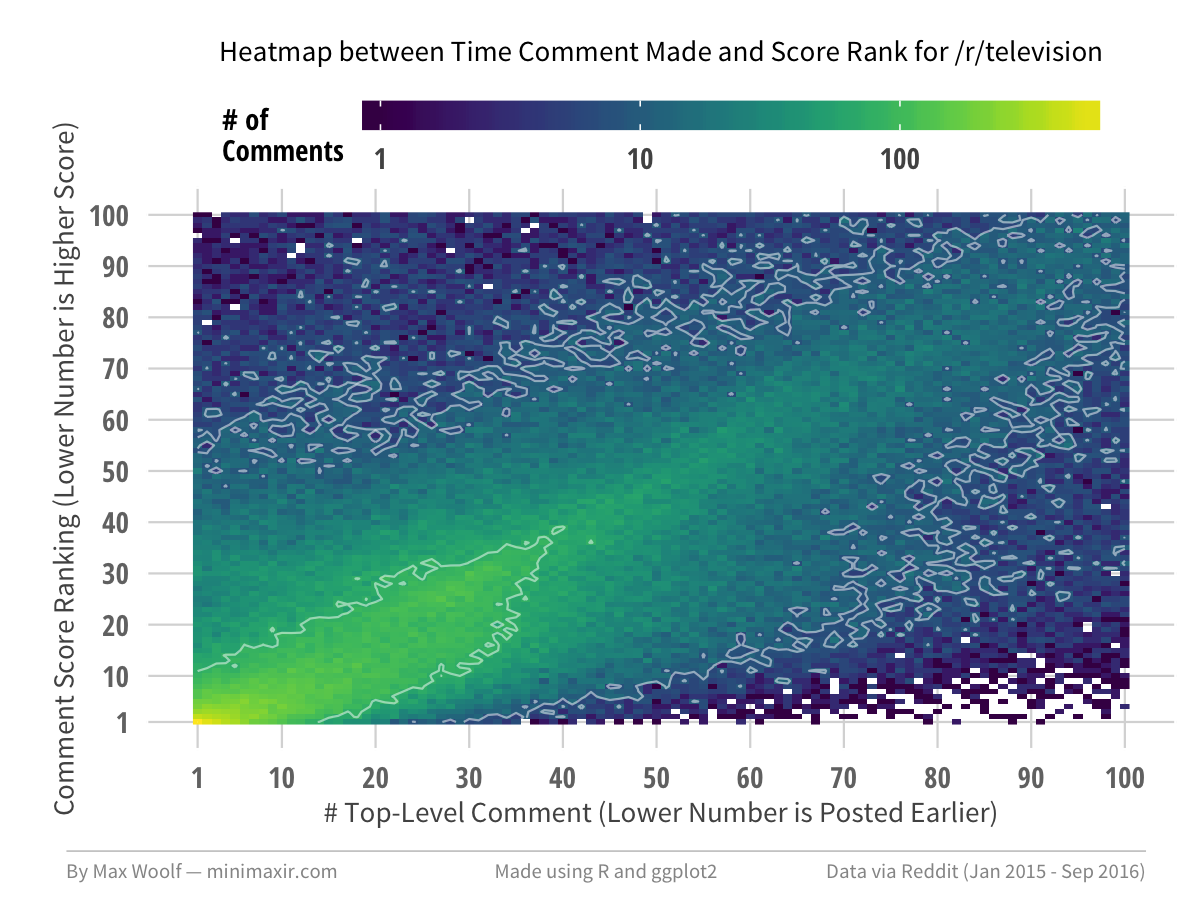 Heatmap between Time Comment Made and Score Rank for /r/television
# of
Comments
1 10 100
Comment Score Ranking (Lower Number is Higher Score)
100
90
80
70
60
50
40
30
20
10
1
1 10 20 30 40 50 60 70 80 90 100
# Top-Level Comment (Lower Number is Posted Earlier)
By Max Woolf — minimaxir.com
Made using R and ggplot2
Data via Reddit (Jan 2015 - Sep 2016)